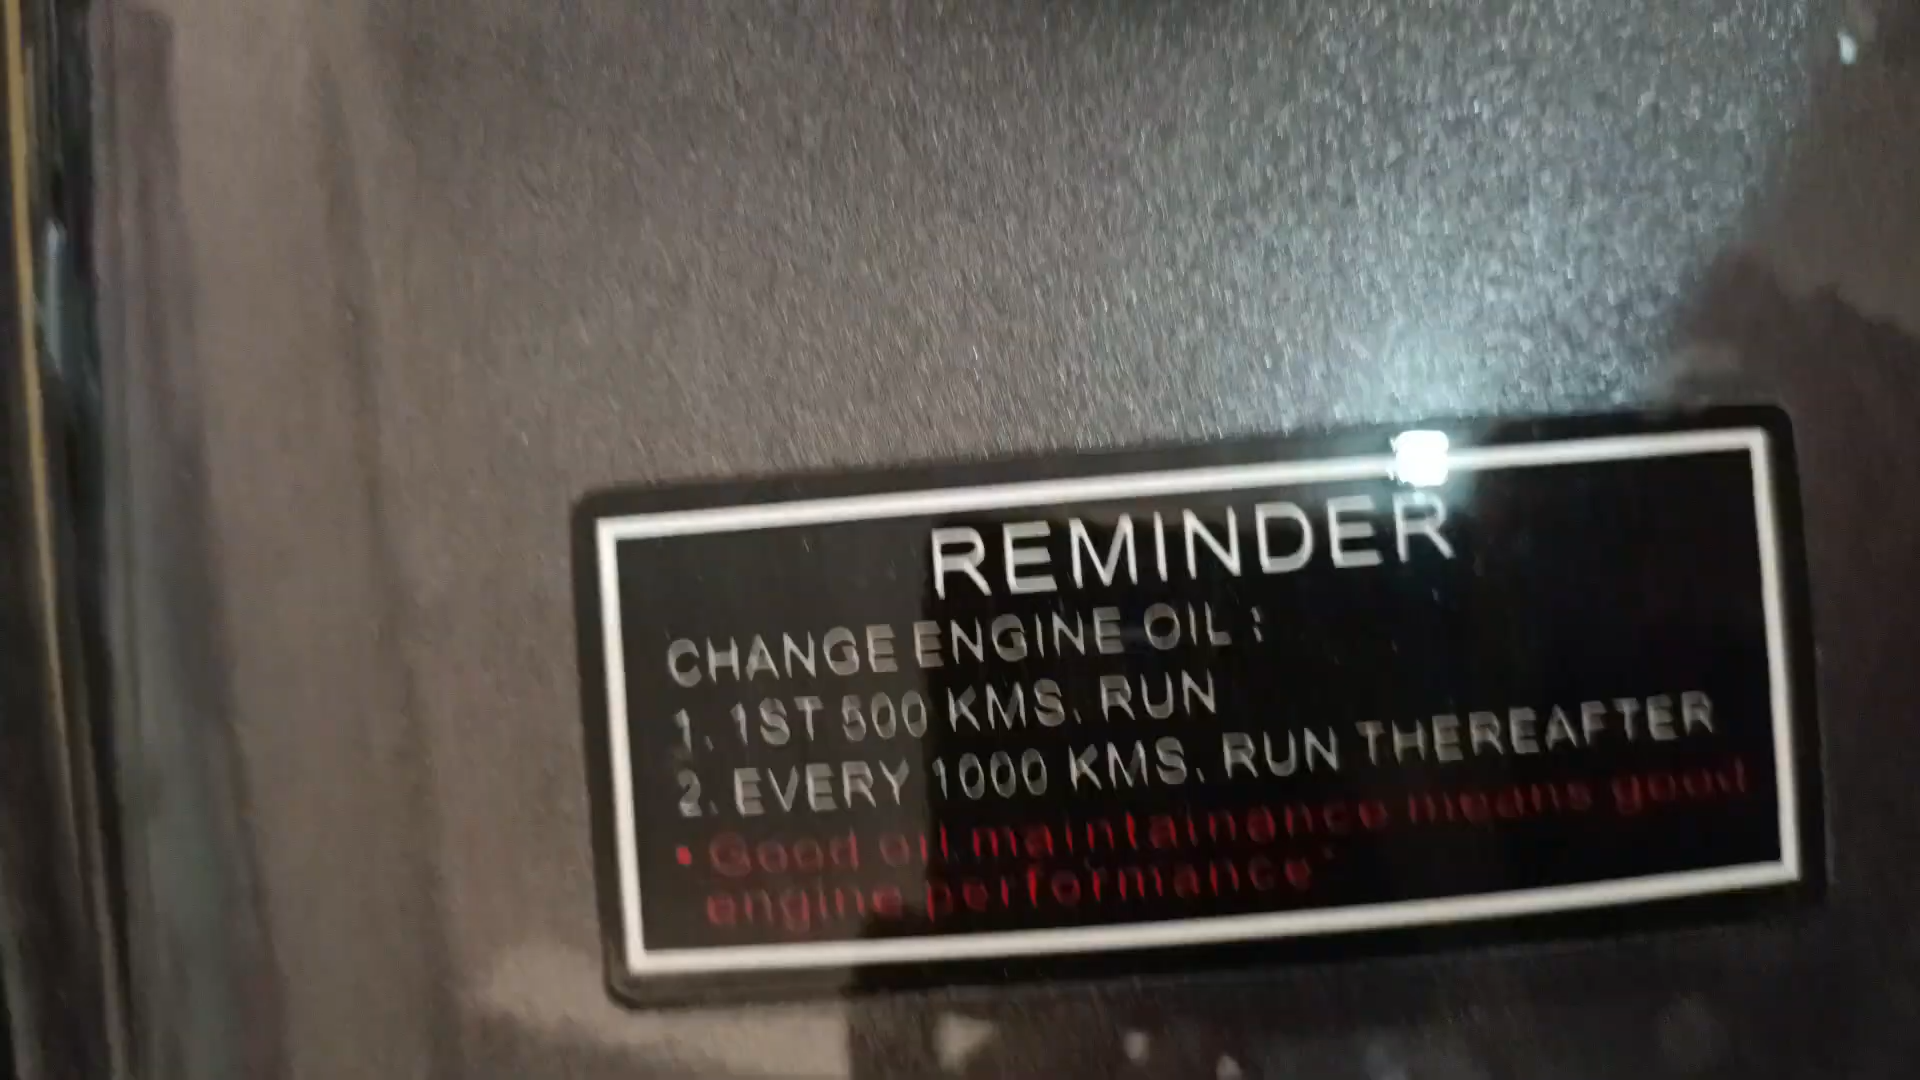 REMINDER
CHANGE ENGINE OIL :
1. 1ST 500 KMS. RUN
2. EVERY 1000 KMS. RUN THEREAFTER
• Good oil maintainance means good
engine performance"